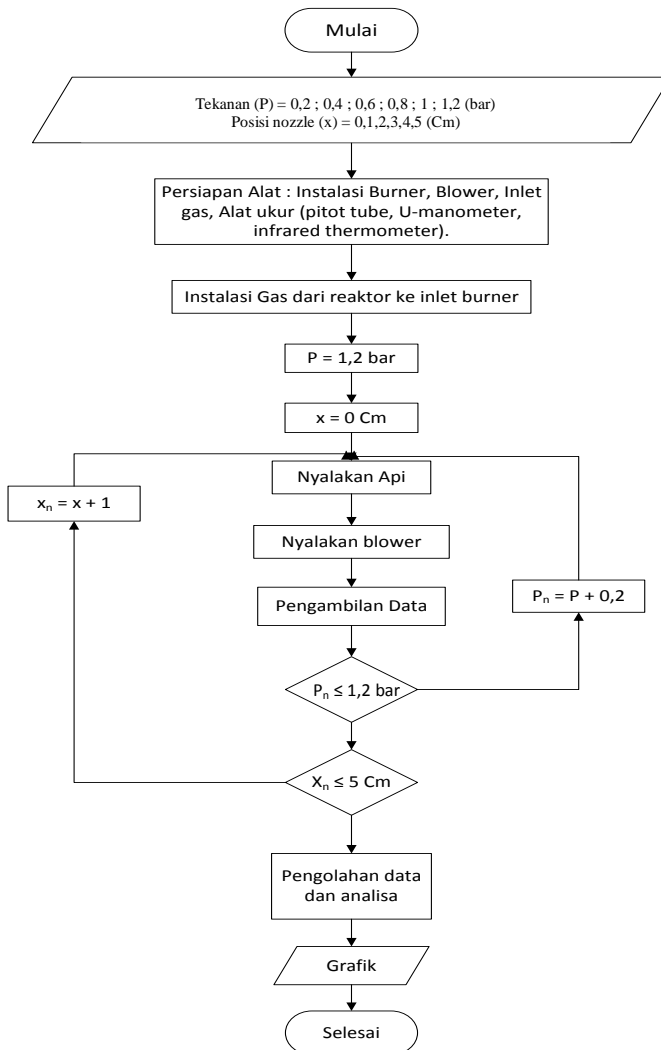 Mulai
Tekanan (P) = 0,2 ; 0,4 ; 0,6 ; 0,8 ; 1 ; 1,2 (bar)
Posisi nozzle (x) = 0,1,2,3,4,5 (Cm)
Persiapan Alat : Instalasi Burner, Blower, Inlet
gas, Alat ukur (pitot tube, U-manometer,
infrared thermometer).
Instalasi Gas dari reaktor ke inlet burner
P = 1,2 bar
x = 0 Cm
Nyalakan Api
xₙ = x + 1
Nyalakan blower
Pengambilan Data
Pₙ = P + 0,2
Pₙ ≤ 1,2 bar
Xₙ ≤ 5 Cm
Pengolahan data
dan analisa
Grafik
Selesai